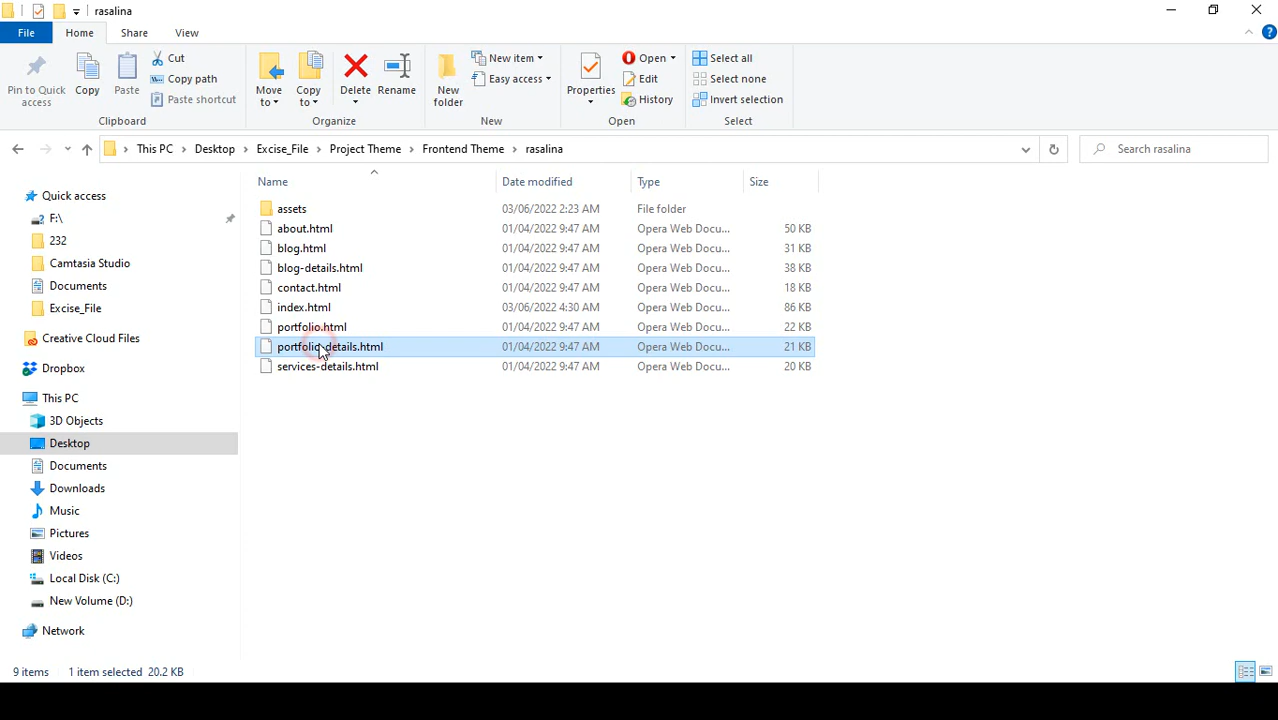 rasalina
File Home Share View
Pin to Quick access
Copy
Paste
Cut
Copy path
Paste shortcut
Clipboard
Move to
Copy to
Delete
Rename
Organize
New folder
New item
Easy access
New
Properties
Open
Edit
History
Open
Select all
Select none
Invert selection
Select
This PC Desktop Excise_File Project Theme Frontend Theme rasalina
Search rasalina
Name Date modified Type Size
assets 03/06/2022 2:23 AM File folder
about.html 01/04/2022 9:47 AM Opera Web Docu... 50 KB
blog.html 01/04/2022 9:47 AM Opera Web Docu... 31 KB
blog-details.html 01/04/2022 9:47 AM Opera Web Docu... 38 KB
contact.html 01/04/2022 9:47 AM Opera Web Docu... 18 KB
index.html 03/06/2022 4:30 AM Opera Web Docu... 86 KB
portfolio.html 01/04/2022 9:47 AM Opera Web Docu... 22 KB
portfolio-details.html 01/04/2022 9:47 AM Opera Web Docu... 21 KB
services-details.html 01/04/2022 9:47 AM Opera Web Docu... 20 KB
Quick access
F:\
232
Camtasia Studio
Documents
Excise_File
Creative Cloud Files
Dropbox
This PC
3D Objects
Desktop
Documents
Downloads
Music
Pictures
Videos
Local Disk (C:)
New Volume (D:)
Network
9 items 1 item selected 20.2 KB